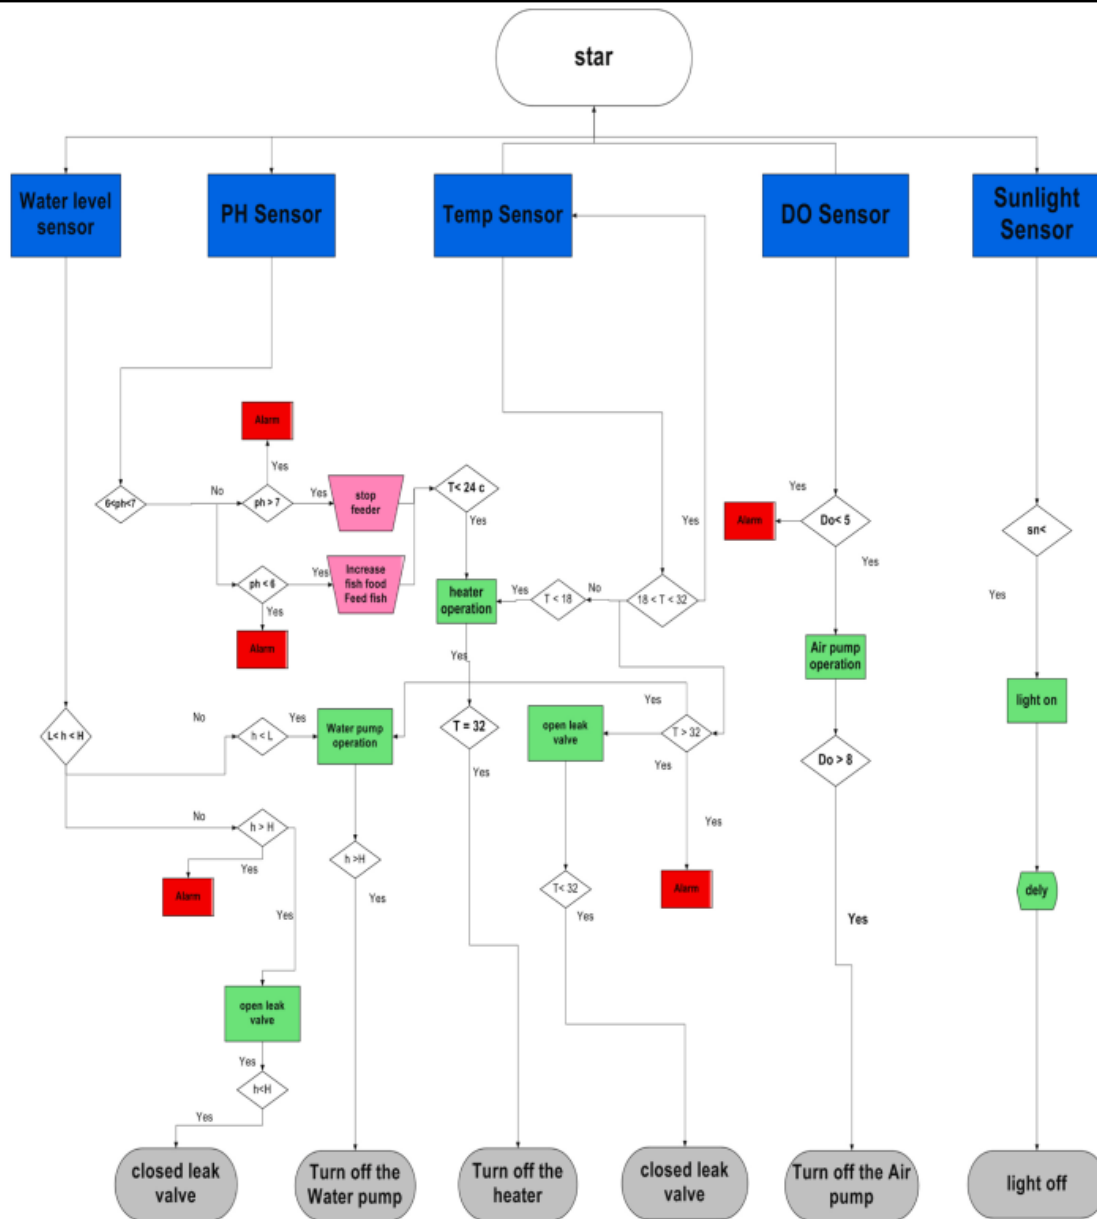 star
Water level
sensor
PH Sensor
Temp Sensor
DO Sensor
Sunlight
Sensor
Alarm
Yes
6<ph<7
No
ph > 7
Yes
stop
feeder
T< 24 c
Yes
ph < 6
Yes
Increase
fish food
Feed fish
Yes
Alarm
heater
operation
Yes
T < 18
No
18 < T < 32
Yes
Yes
Alarm
Do< 5
Yes
Air pump
operation
sn<
Yes
light on
L< h < H
No
h < L
Yes
Water pump
operation
Yes
T = 32
Yes
open leak
valve
Yes
T > 32
Yes
Yes
Alarm
Do > 8
No
h > H
Yes
Alarm
Yes
h >H
Yes
T< 32
Yes
Yes
dely
open leak
valve
Yes
h<H
Yes
closed leak
valve
Turn off the
Water pump
Turn off the
heater
closed leak
valve
Turn off the Air
pump
light off